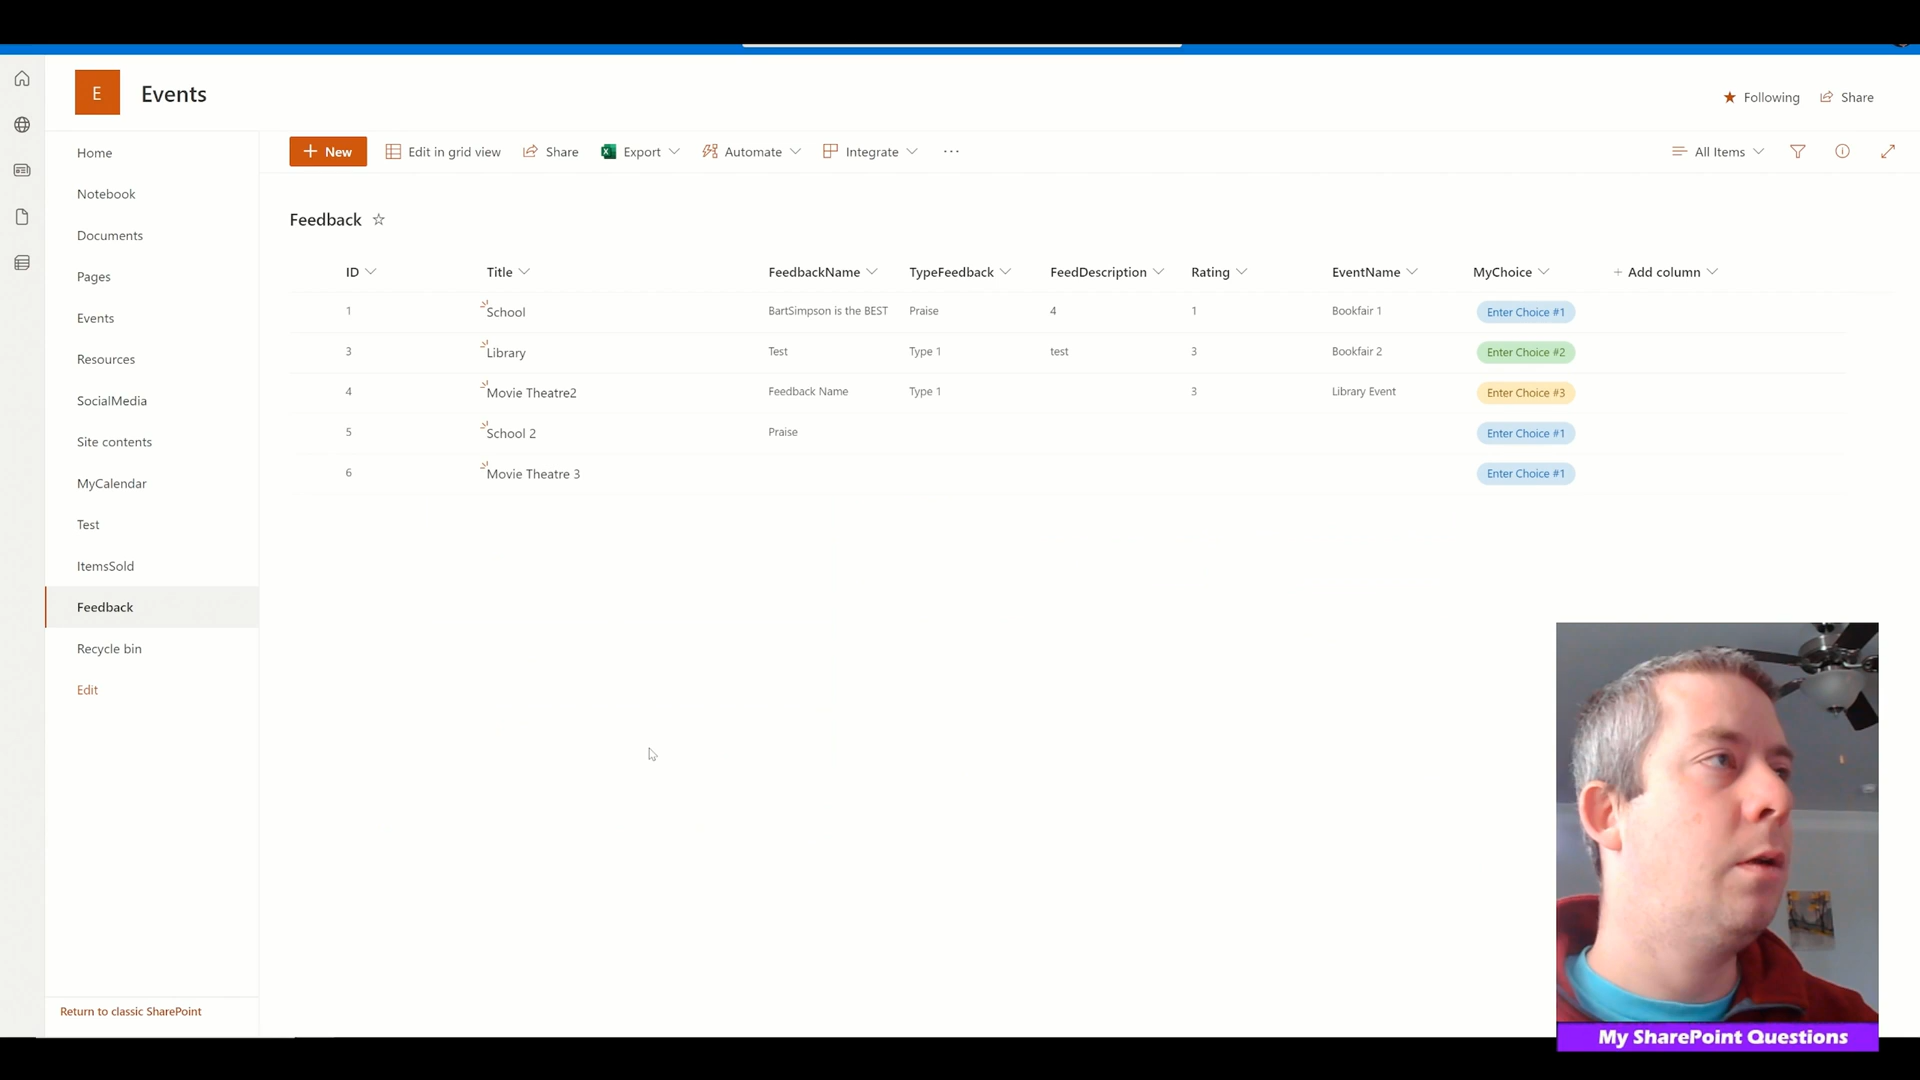 E
Events
Following
Share
Home
Notebook
Documents
Pages
Events
Resources
SocialMedia
Site contents
MyCalendar
Test
ItemsSold
Feedback
Recycle bin
Edit
Return to classic SharePoint
+ New
Edit in grid view
Share
Export
Automate
Integrate
···
All Items
Feedback
ID Title FeedbackName TypeFeedback FeedDescription Rating EventName MyChoice + Add column
1 School BartSimpson is the BEST Praise 4 1 Bookfair 1 Enter Choice #1
3 Library Test Type 1 test 3 Bookfair 2 Enter Choice #2
4 Movie Theatre2 Feedback Name Type 1 3 Library Event Enter Choice #3
5 School 2 Praise Enter Choice #1
6 Movie Theatre 3 Enter Choice #1
My SharePoint Questions